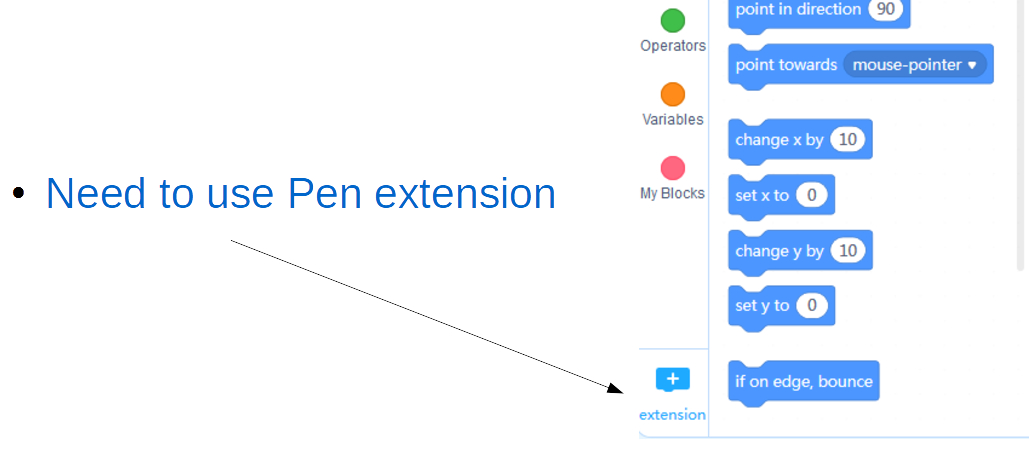 • Need to use Pen extension
Operators
Variables
My Blocks
extension
point in direction 90
point towards mouse-pointer
change x by 10
set x to 0
change y by 10
set y to 0
if on edge, bounce